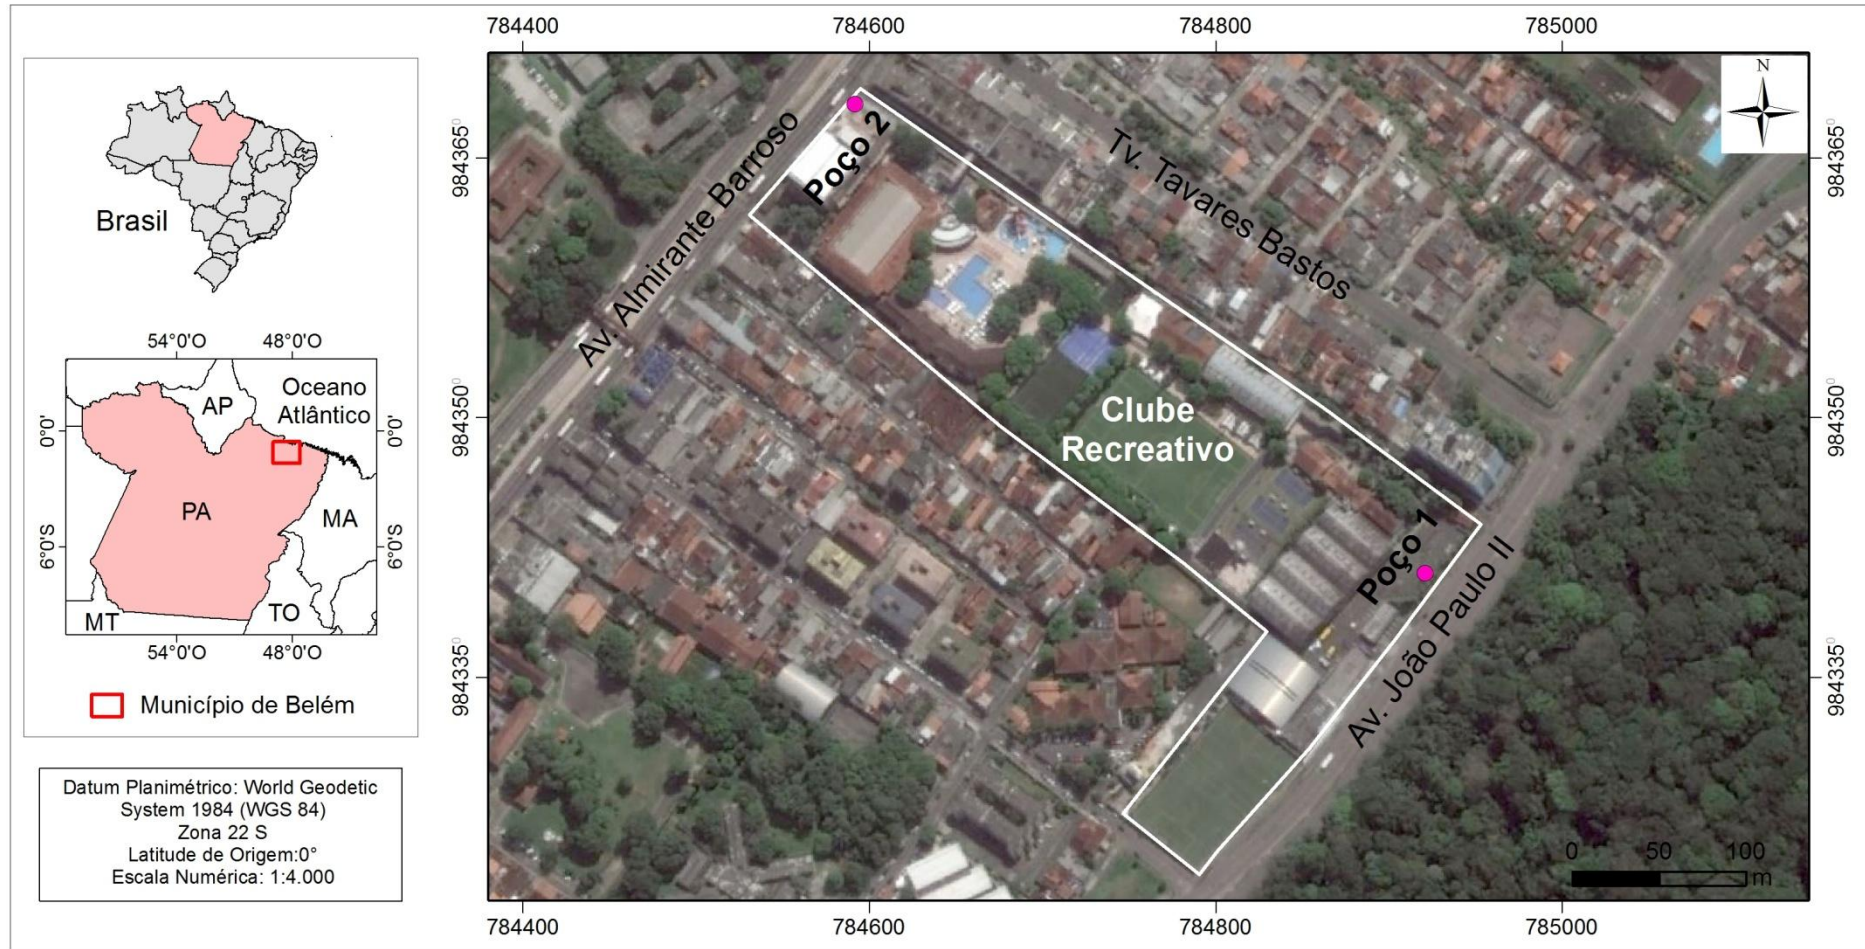 Brasil
54°0'O 48°0'O
Oceano
Atlântico
AP
0°0' 0°0'
PA
MA
6°0'S 6°0'S
MT
TO
54°0'O 48°0'O
Município de Belém
Datum Planimétrico: World Geodetic
System 1984 (WGS 84)
Zona 22 S
Latitude de Origem:0°
Escala Numérica: 1:4.000
784400 784600 784800 785000
N
984365⁰ 984365⁰
Poço 2
Av. Almirante Barroso
Tv. Tavares Bastos
984350⁰ 984350⁰
Clube
Recreativo
Poço 1
Av. João Paulo II
984335⁰ 984335⁰
0 50 100
m
784400 784600 784800 785000